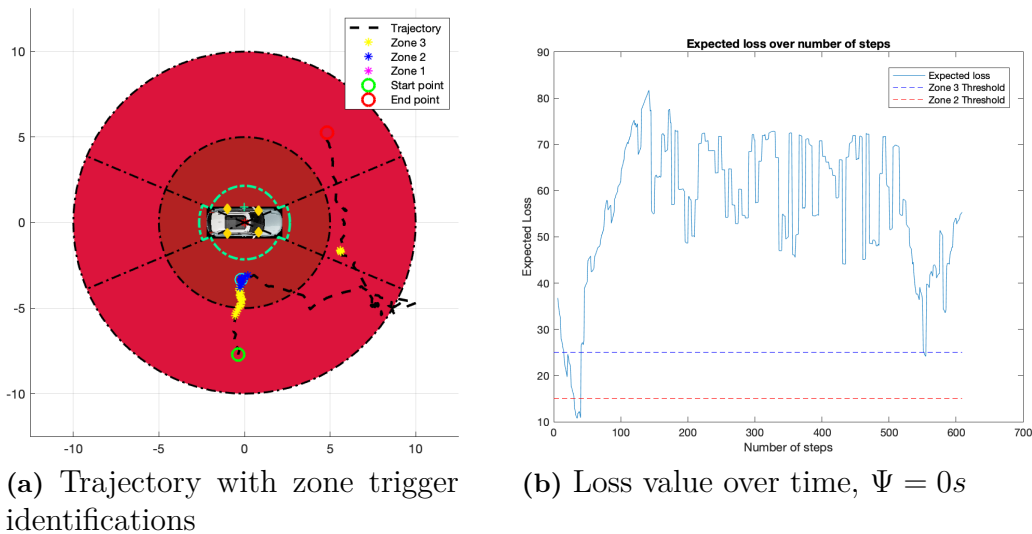 Trajectory
Zone 3
Zone 2
Zone 1
Start point
End point
10
5
0
-5
-10
-10
-5
0
5
10
(a) Trajectory with zone trigger
identifications
Expected loss over number of steps
Expected loss
Zone 3 Threshold
Zone 2 Threshold
Expected Loss
90
80
70
60
50
40
30
20
10
0
100
200
300
400
500
600
700
Number of steps
(b) Loss value over time, Ψ = 0s